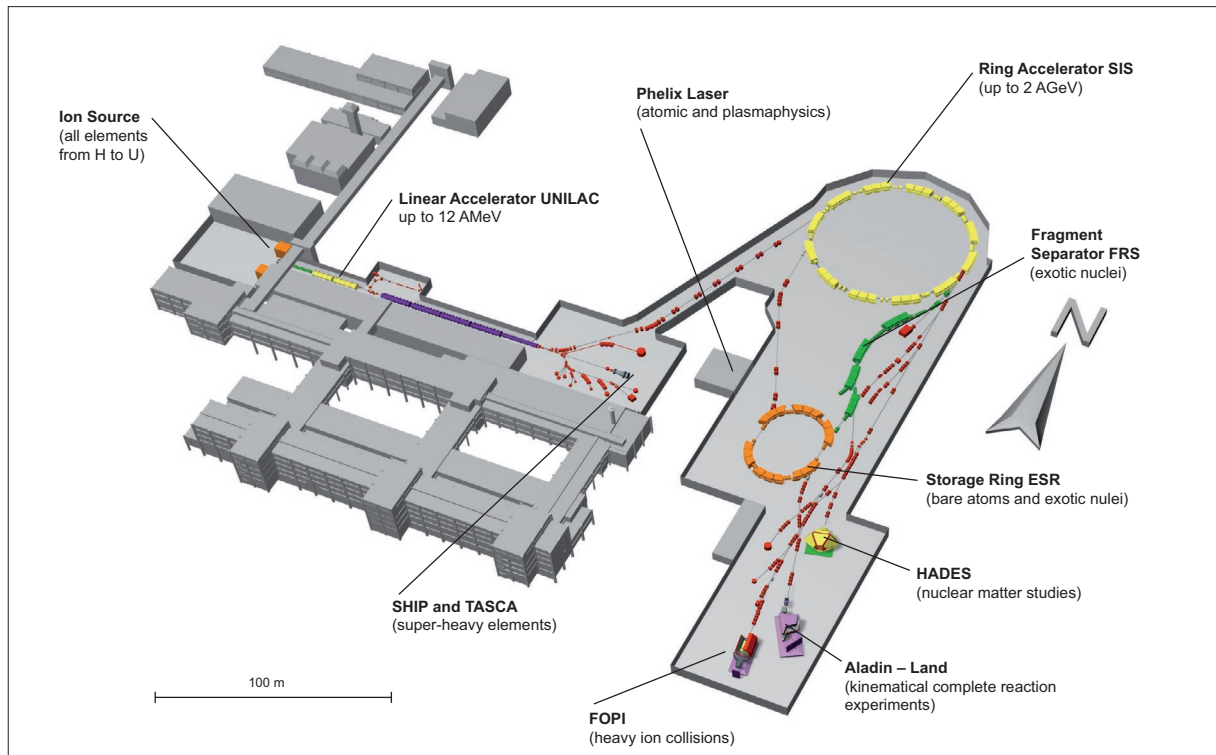 Ring Accelerator SIS
(up to 2 AGeV)
Phelix Laser
(atomic and plasmaphysics)
Ion Source
(all elements
from H to U)
Linear Accelerator UNILAC
up to 12 AMeV
Fragment
Separator FRS
(exotic nuclei)
N
Storage Ring ESR
(bare atoms and exotic nulei)
HADES
(nuclear matter studies)
SHIP and TASCA
(super-heavy elements)
Aladin – Land
(kinematical complete reaction
experiments)
100 m
FOPI
(heavy ion collisions)